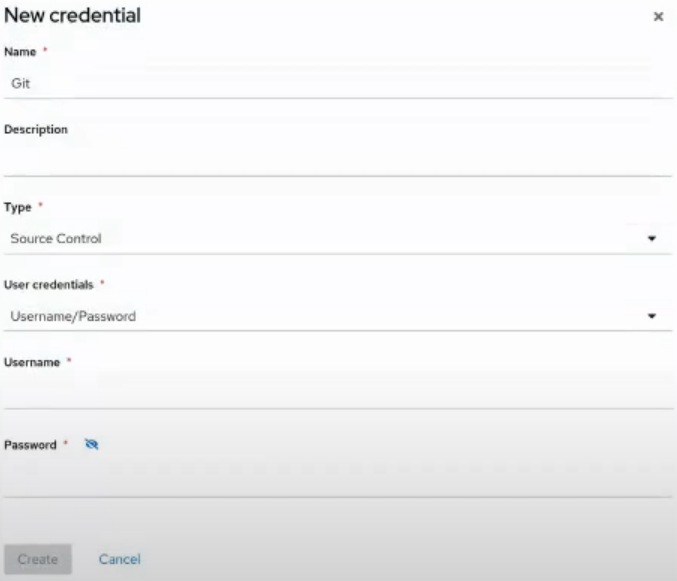 New credential
Name *
Git
Description
Type *
Source Control
User credentials *
Username/Password
Username *
Password *
Create Cancel